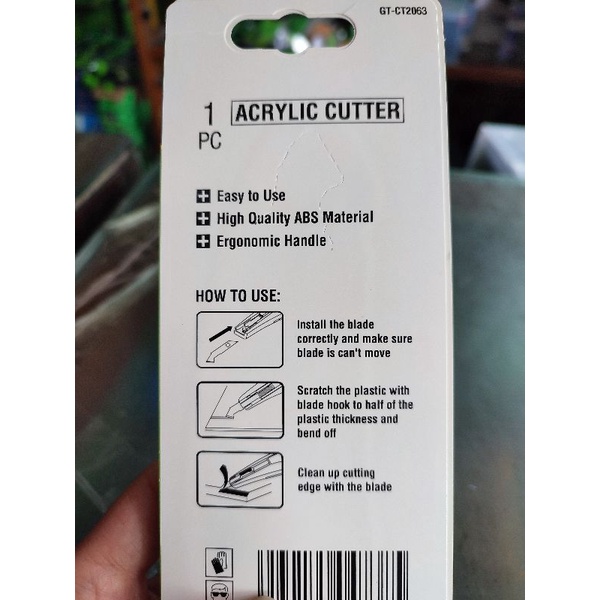 GT-CT2063
1 PC
ACRYLIC CUTTER
Easy to Use
High Quality ABS Material
Ergonomic Handle
HOW TO USE:
Install the blade
correctly and make sure
blade is can't move
Scratch the plastic with
blade hook to half of the
plastic thickness and
bend off
Clean up cutting
edge with the blade